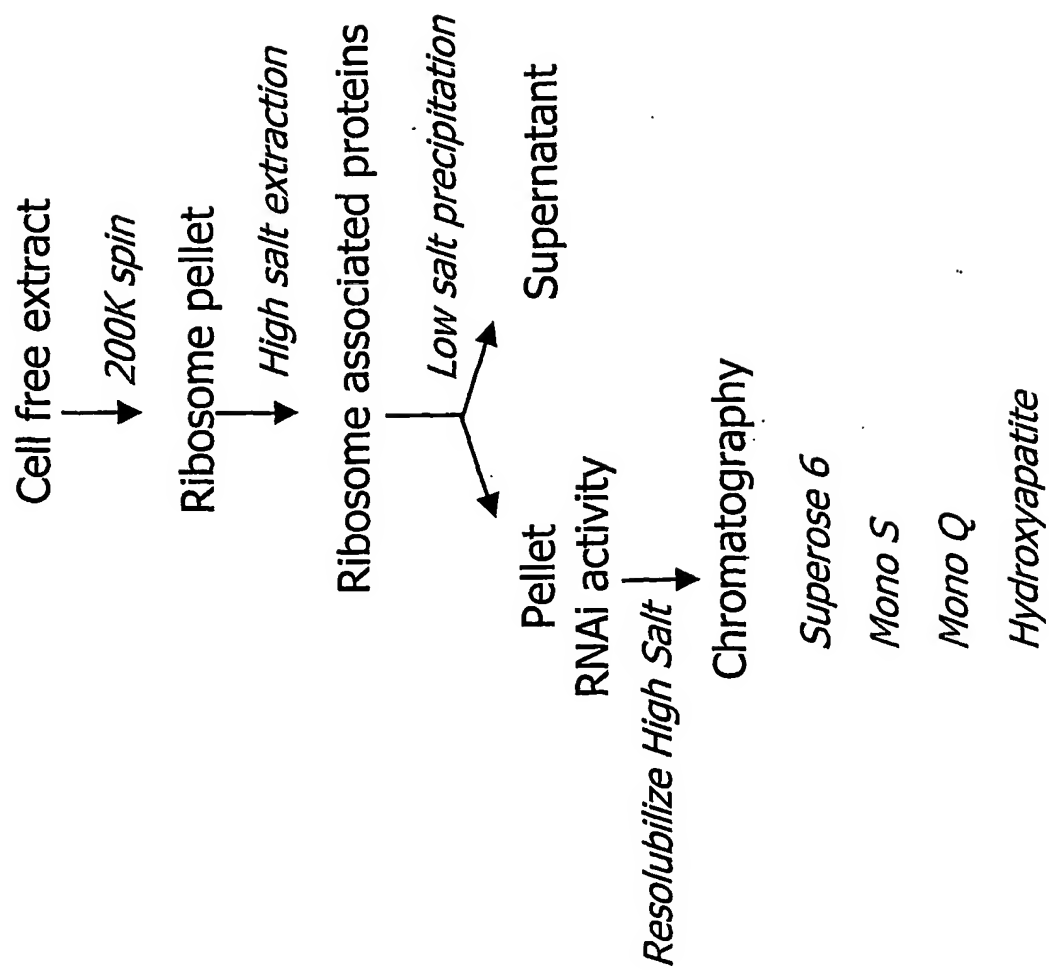 Cell free extract
200K spin
Ribosome pellet
High salt extraction
Ribosome associated proteins
Low salt precipitation
Pellet
Supernatant
RNAi activity
Resolubilize High Salt
Chromatography
Superose 6
Mono S
Mono Q
Hydroxyapatite